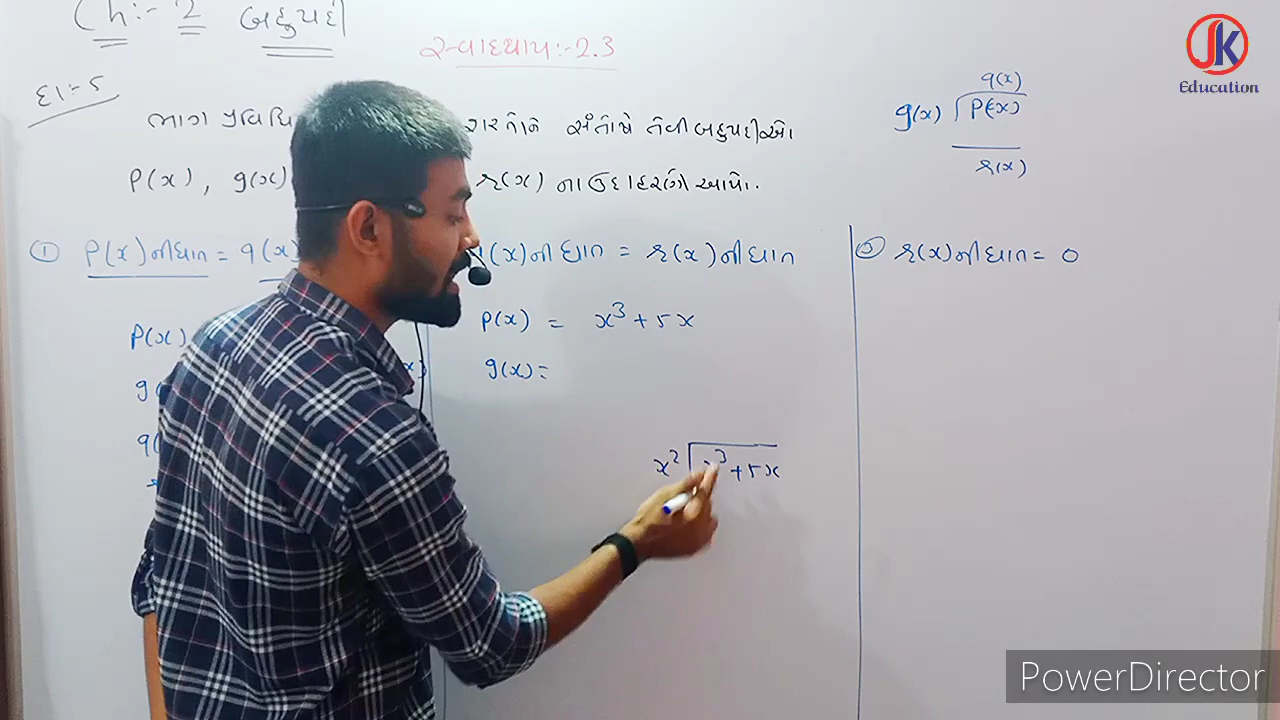 Ch:- 2 બહુપદી
સ્વાધ્યાય:- 2.3
દા:- 5
ભાગ પ્રવિધિ
સંતોષે તેવી બહુપદીઓ
P(x), g(x)
r(x) ના ઉદાહરણો આપો.
q(x)
g(x) P(x)
r(x)
① P(x)ની ઘાત = q(x)
(x)ની ઘાત = r(x)ની ઘાત
r(x)ની ઘાત = 0
P(x)
P(x) = x³ + 5x
g(x) =
x² x³ + 5x
JK
Education
PowerDirector